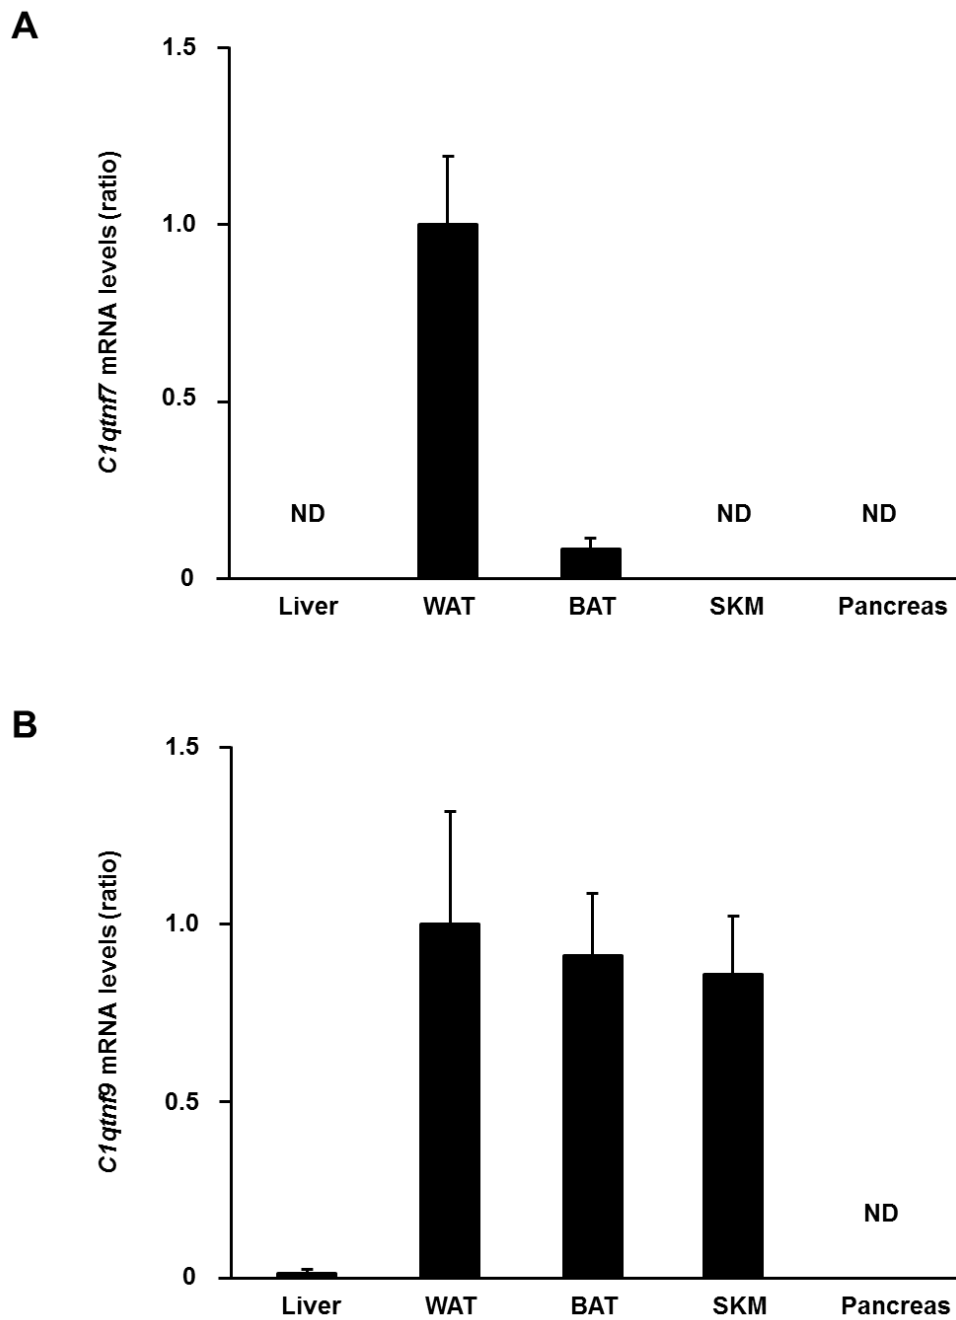 A
1.5
1.0
0.5
0
C1qtnf7 mRNA levels (ratio)
ND
ND
ND
Liver
WAT
BAT
SKM
Pancreas
B
1.5
1.0
0.5
0
C1qtnf9 mRNA levels (ratio)
ND
Liver
WAT
BAT
SKM
Pancreas